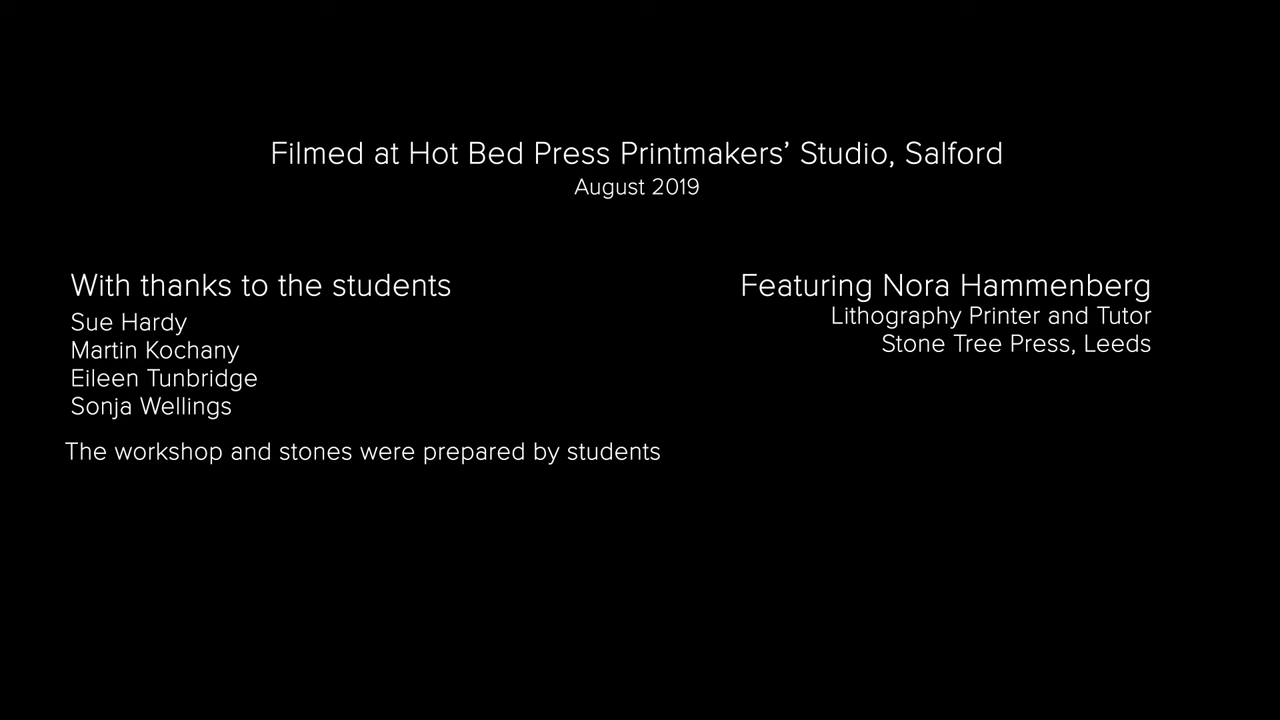 Filmed at Hot Bed Press Printmakers’ Studio, Salford
August 2019
With thanks to the students
Sue Hardy
Martin Kochany
Eileen Tunbridge
Sonja Wellings
The workshop and stones were prepared by students
Featuring Nora Hammenberg
Lithography Printer and Tutor
Stone Tree Press, Leeds